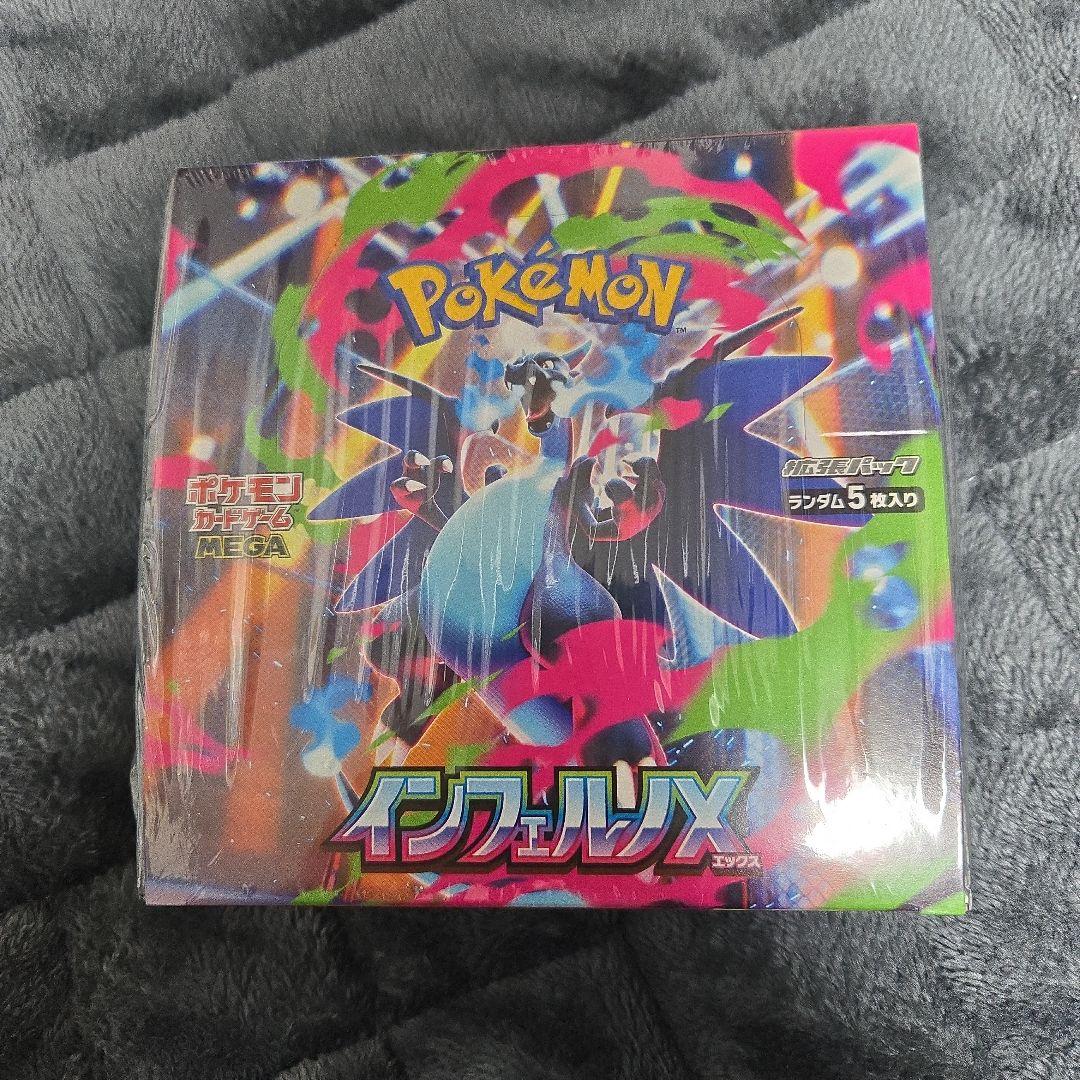 POKéMON
TM
拡張パック
ランダム5枚入り
ポケモン
カードゲーム
MEGA
インフェルノX
エックス